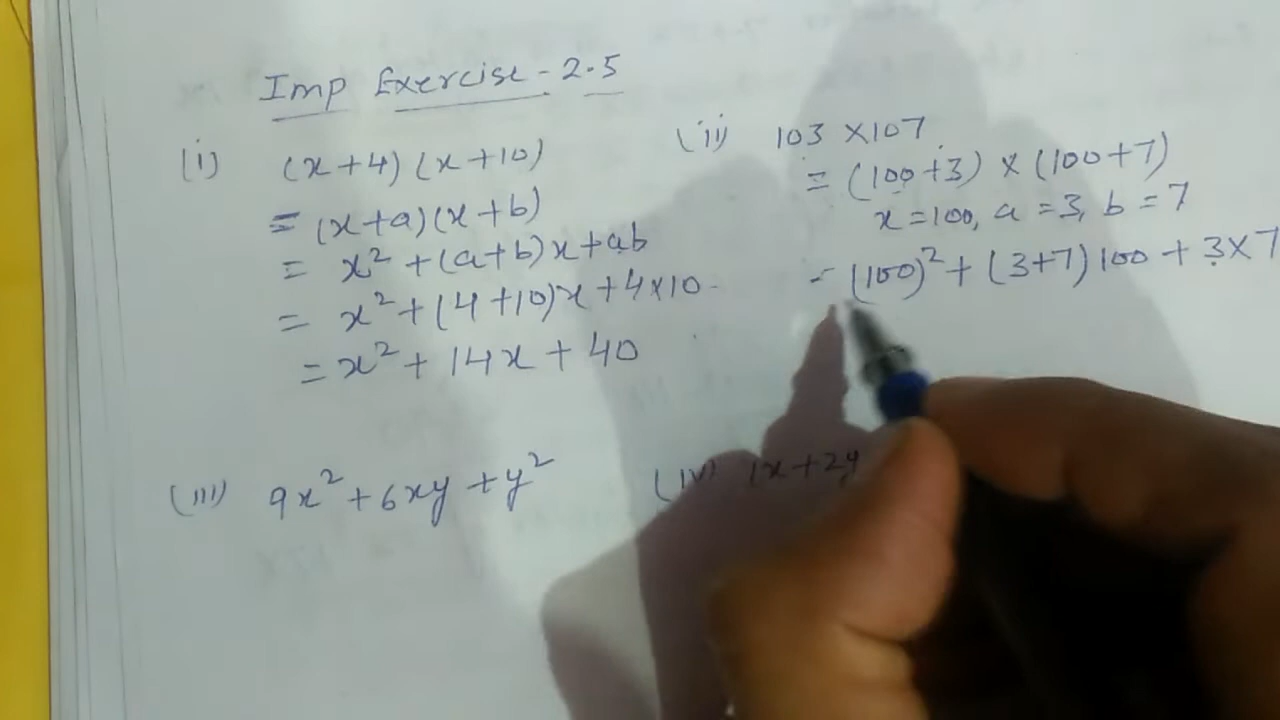 Imp Exercise - 2.5
(i) (x+4) (x+10)
= (x+a)(x+b)
= x² + (a+b)x+ab
= x² + (4+10)x + 4×10
= x² + 14x + 40
(ii) 103 ×107
= (100+3) × (100+7)
x=100, a =3, b = 7
= (100)² + (3+7)100 + 3×7
(iii) 9x² + 6xy + y²
(iv) (x+2y